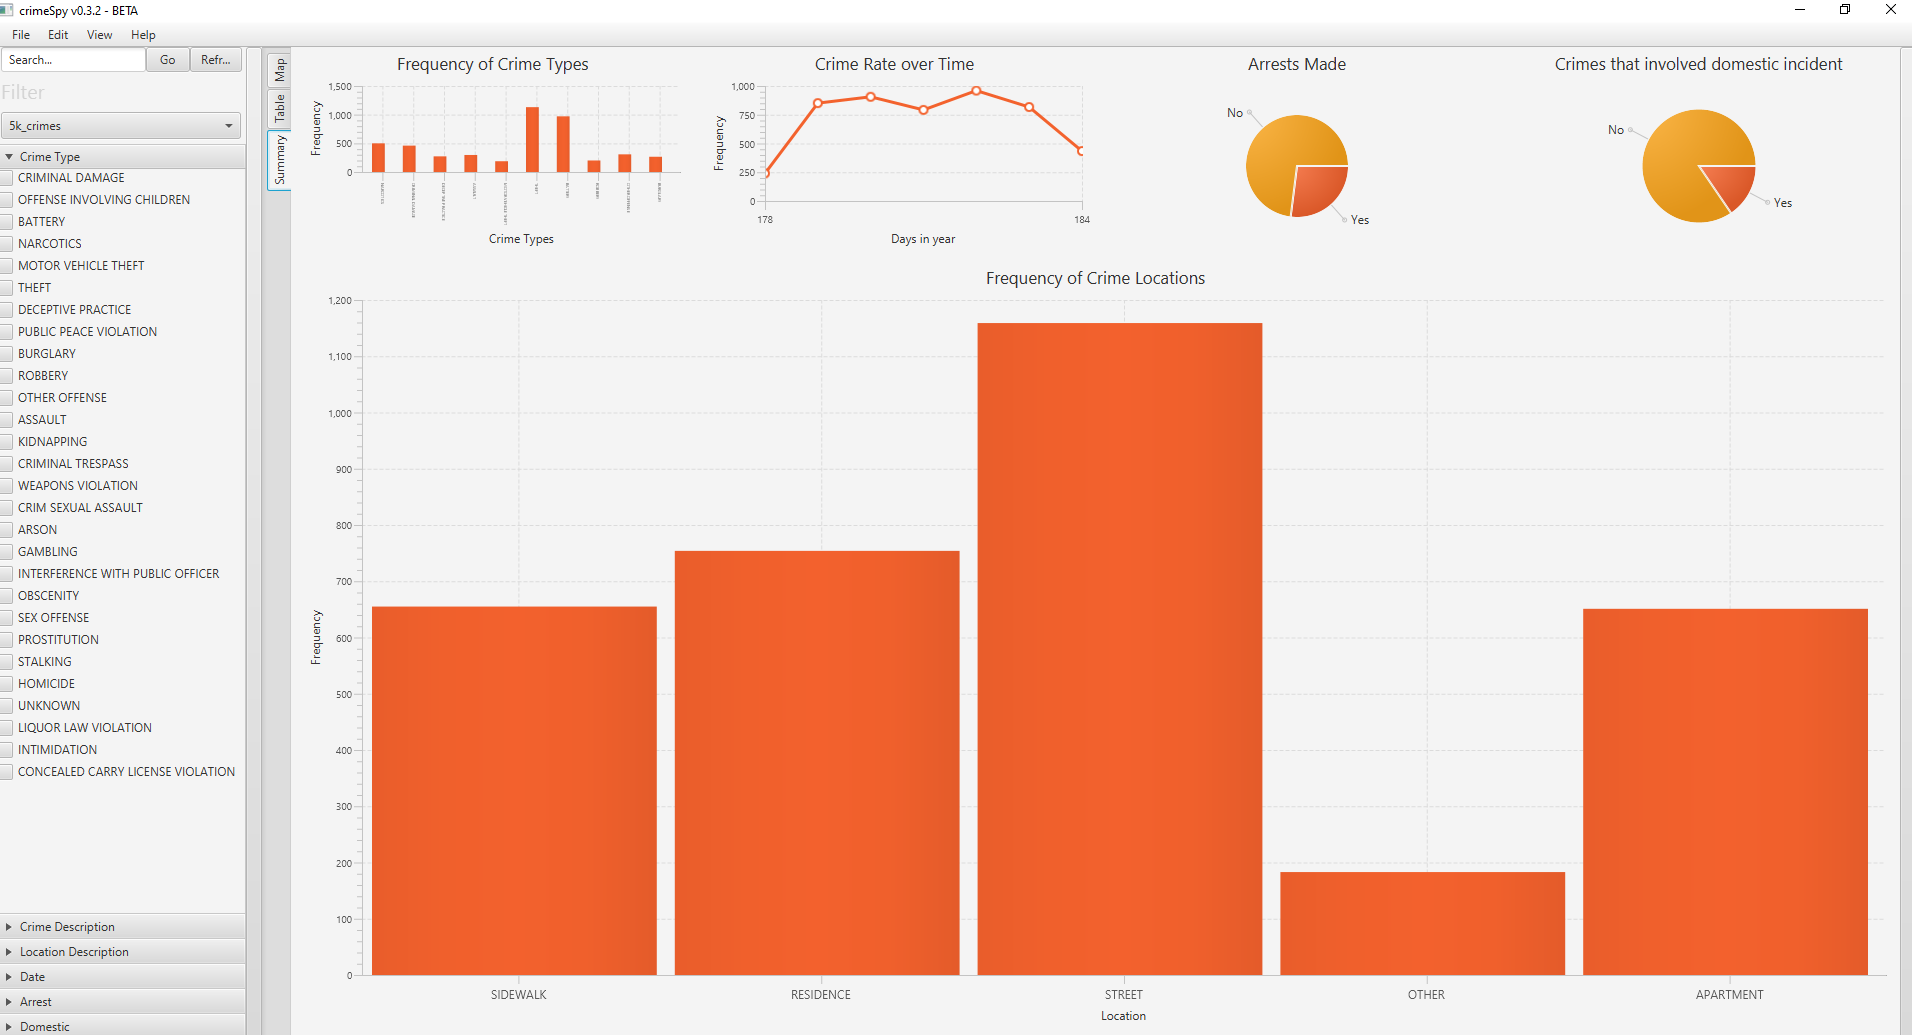 crimeSpy v0.3.2 - BETA
File Edit View Help
Search... Go Refr...
Filter
5k_crimes
Crime Type
CRIMINAL DAMAGE
OFFENSE INVOLVING CHILDREN
BATTERY
NARCOTICS
MOTOR VEHICLE THEFT
THEFT
DECEPTIVE PRACTICE
PUBLIC PEACE VIOLATION
BURGLARY
ROBBERY
OTHER OFFENSE
ASSAULT
KIDNAPPING
CRIMINAL TRESPASS
WEAPONS VIOLATION
CRIM SEXUAL ASSAULT
ARSON
GAMBLING
INTERFERENCE WITH PUBLIC OFFICER
OBSCENITY
SEX OFFENSE
PROSTITUTION
STALKING
HOMICIDE
UNKNOWN
LIQUOR LAW VIOLATION
INTIMIDATION
CONCEALED CARRY LICENSE VIOLATION
Crime Description
Location Description
Date
Arrest
Domestic
Map
Table
Summary
Frequency of Crime Types
Frequency
1,500
1,000
500
0
Crime Types
Crime Rate over Time
Frequency
1,000
750
500
250
0
178 184
Days in year
Arrests Made
No
Yes
Crimes that involved domestic incident
No
Yes
Frequency of Crime Locations
Frequency
1,200
1,100
1,000
900
800
700
600
500
400
300
200
100
0
SIDEWALK RESIDENCE STREET OTHER APARTMENT
Location